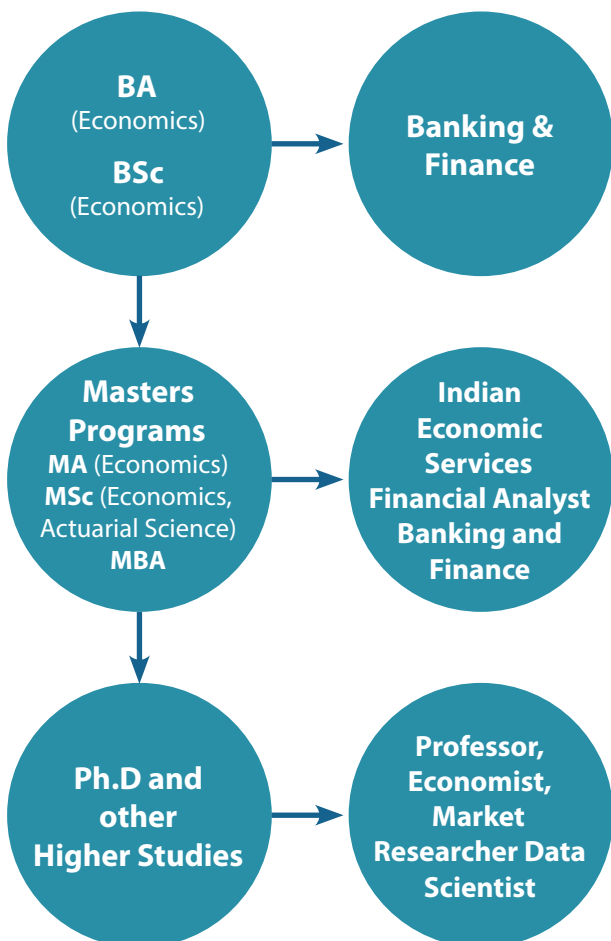 BA
(Economics)
BSc
(Economics)
Banking &
Finance
Masters
Programs
MA (Economics)
MSc (Economics,
Actuarial Science)
MBA
Indian
Economic
Services
Financial Analyst
Banking and
Finance
Ph.D and
other
Higher Studies
Professor,
Economist,
Market
Researcher Data
Scientist